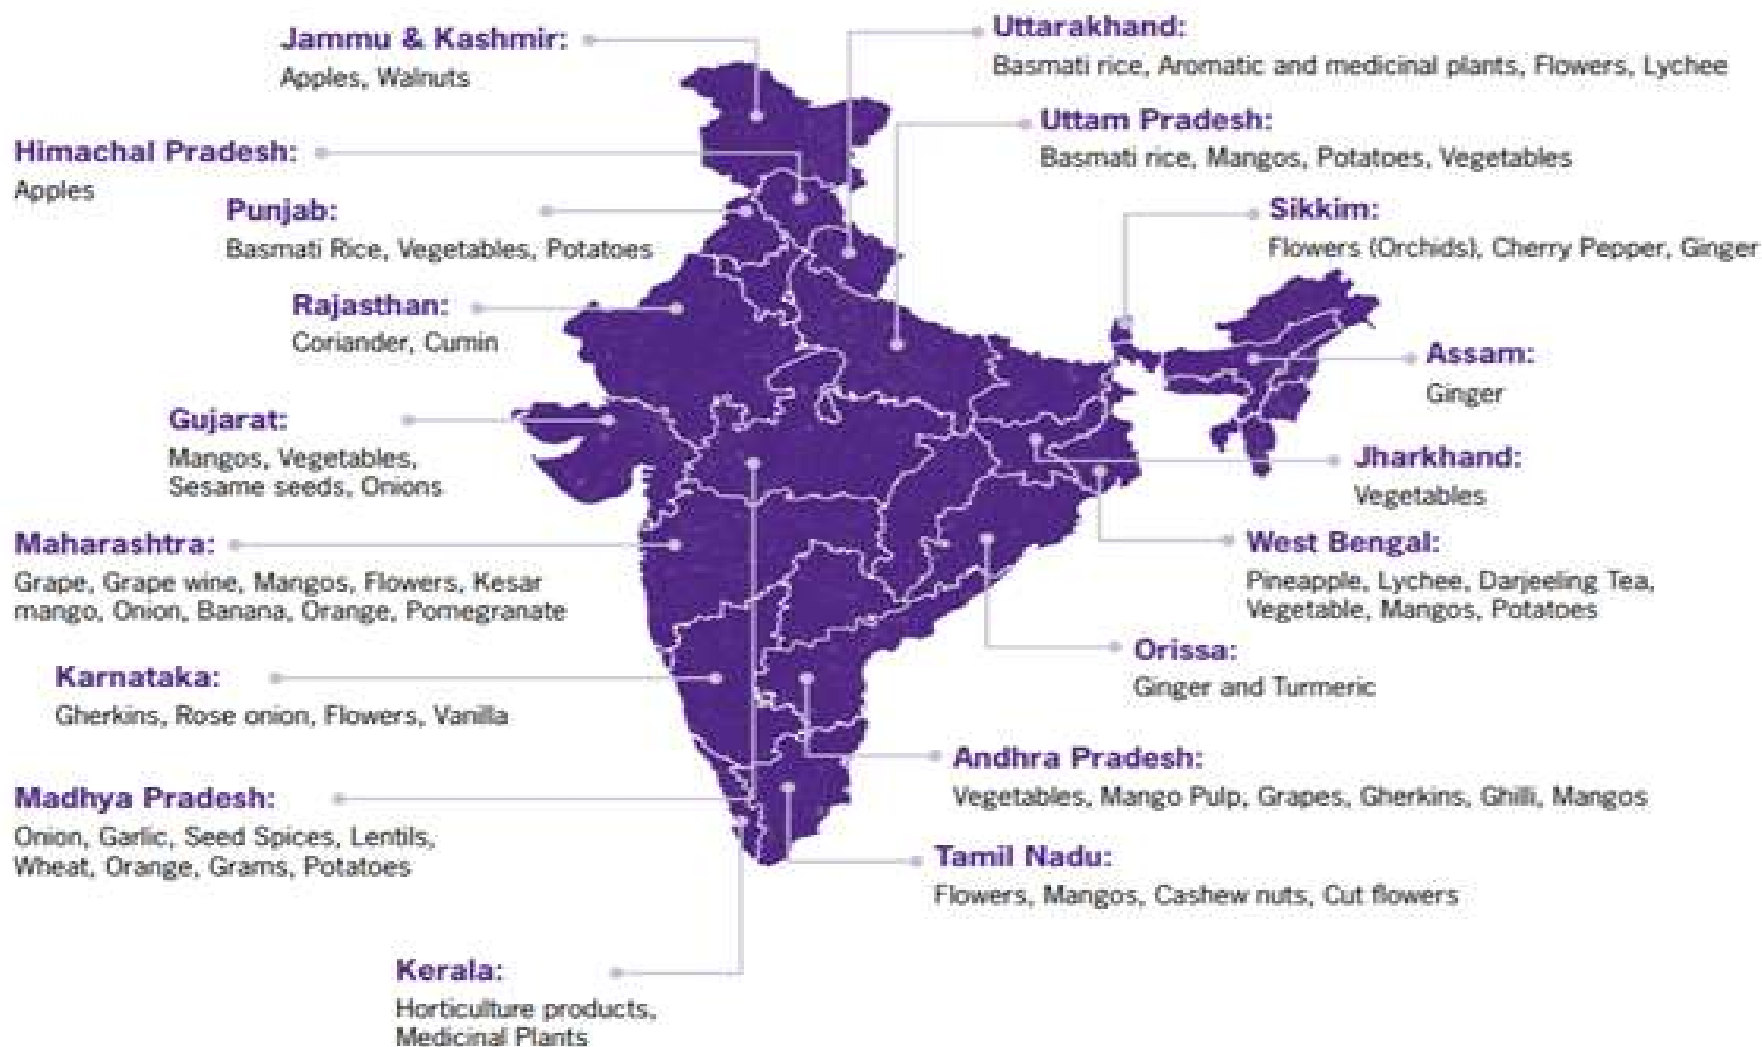 Jammu & Kashmir:
Apples, Walnuts
Uttarakhand:
Basmati rice, Aromatic and medicinal plants, Flowers, Lychee
Himachal Pradesh:
Apples
Uttam Pradesh:
Basmati rice, Mangos, Potatoes, Vegetables
Punjab:
Basmati Rice, Vegetables, Potatoes
Sikkim:
Flowers (Orchids), Cherry Pepper, Ginger
Rajasthan:
Coriander, Cumin
Assam:
Ginger
Gujarat:
Mangos, Vegetables,
Sesame seeds, Onions
Jharkhand:
Vegetables
Maharashtra:
Grape, Grape wine, Mangos, Flowers, Kesar
mango, Onion, Banana, Orange, Pomegranate
West Bengal:
Pineapple, Lychee, Darjeeling Tea,
Vegetable, Mangos, Potatoes
Karnataka:
Gherkins, Rose onion, Flowers, Vanilla
Orissa:
Ginger and Turmeric
Madhya Pradesh:
Onion, Garlic, Seed Spices, Lentils,
Wheat, Orange, Grams, Potatoes
Andhra Pradesh:
Vegetables, Mango Pulp, Grapes, Gherkins, Ghilli, Mangos
Tamil Nadu:
Flowers, Mangos, Cashew nuts, Cut flowers
Kerala:
Horticulture products,
Medicinal Plants